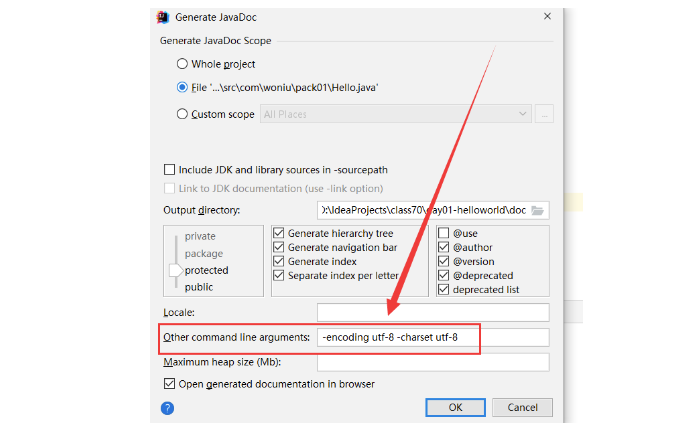 Generate JavaDoc
Generate JavaDoc Scope
Whole project
File '...\src\com\woniu\pack01\Hello.java'
Custom scope All Places ...
Include JDK and library sources in -sourcepath
Link to JDK documentation (use -link option)
Output directory: D:\IdeaProjects\class70\day01-helloworld\doc
private
package
protected
public
Generate hierarchy tree
Generate navigation bar
Generate index
Separate index per letter
@use
@author
@version
@deprecated
deprecated list
Locale:
Other command line arguments: -encoding utf-8 -charset utf-8
Maximum heap size (Mb):
Open generated documentation in browser
? OK Cancel